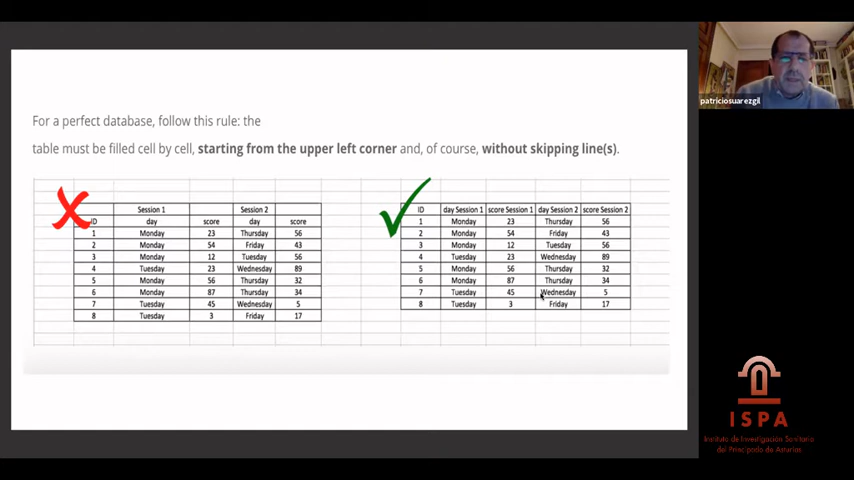 For a perfect database, follow this rule: the
table must be filled cell by cell, starting from the upper left corner and, of course, without skipping line(s).
Session 1 Session 2
ID day score day score
1 Monday 23 Thursday 56
2 Monday 54 Friday 43
3 Monday 12 Tuesday 56
4 Tuesday 23 Wednesday 89
5 Monday 56 Thursday 32
6 Monday 87 Thursday 34
7 Tuesday 45 Wednesday 5
8 Tuesday 3 Friday 17
ID day Session 1 score Session 1 day Session 2 score Session 2
1 Monday 23 Thursday 56
2 Monday 54 Friday 43
3 Monday 12 Tuesday 56
4 Tuesday 23 Wednesday 89
5 Monday 56 Thursday 32
6 Monday 87 Thursday 34
7 Tuesday 45 Wednesday 5
8 Tuesday 3 Friday 17
patriciosuarezgil
ISPA
Instituto de Investigación Sanitaria
del Principado de Asturias